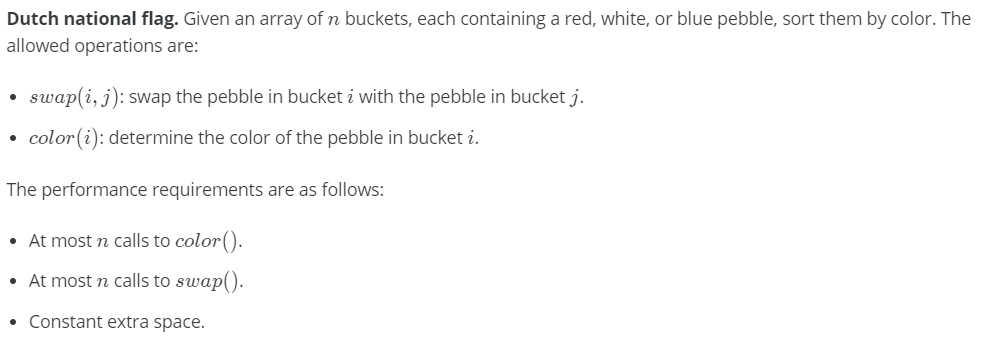 Dutch national flag. Given an array of n buckets, each containing a red, white, or blue pebble, sort them by color. The
allowed operations are:
• swap(i, j): swap the pebble in bucket i with the pebble in bucket j.
• color(i): determine the color of the pebble in bucket i.
The performance requirements are as follows:
• At most n calls to color().
• At most n calls to swap().
• Constant extra space.